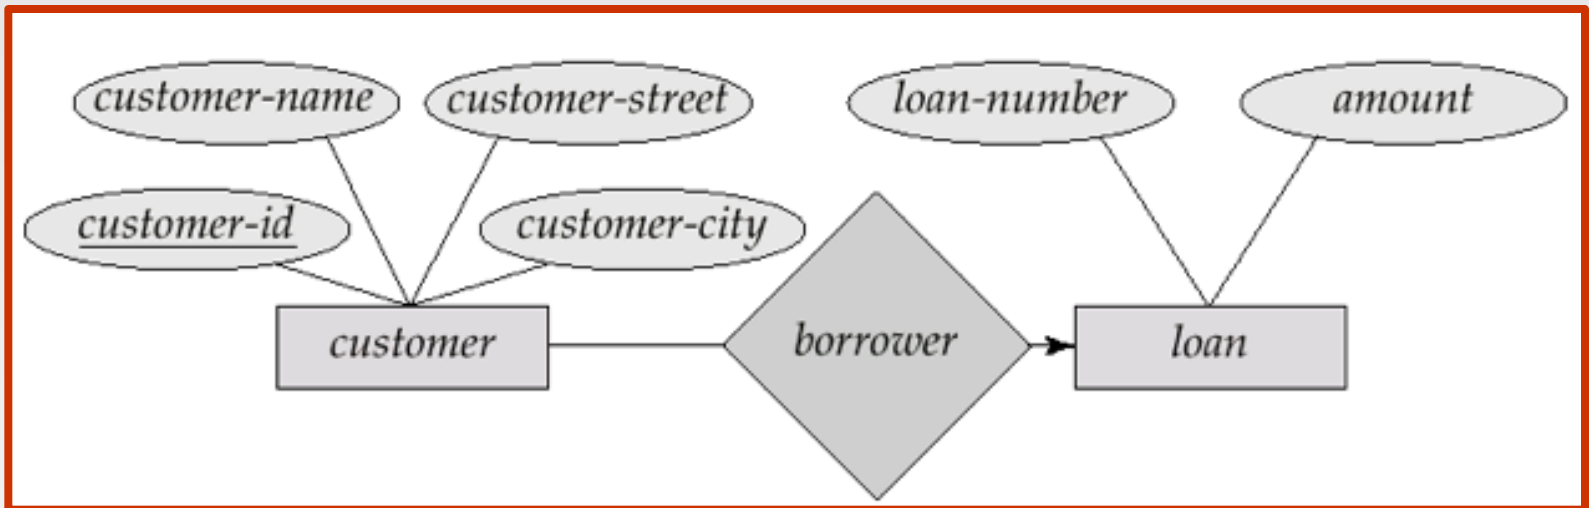 customer-name
customer-street
loan-number
amount
customer-id
customer-city
customer
borrower
loan